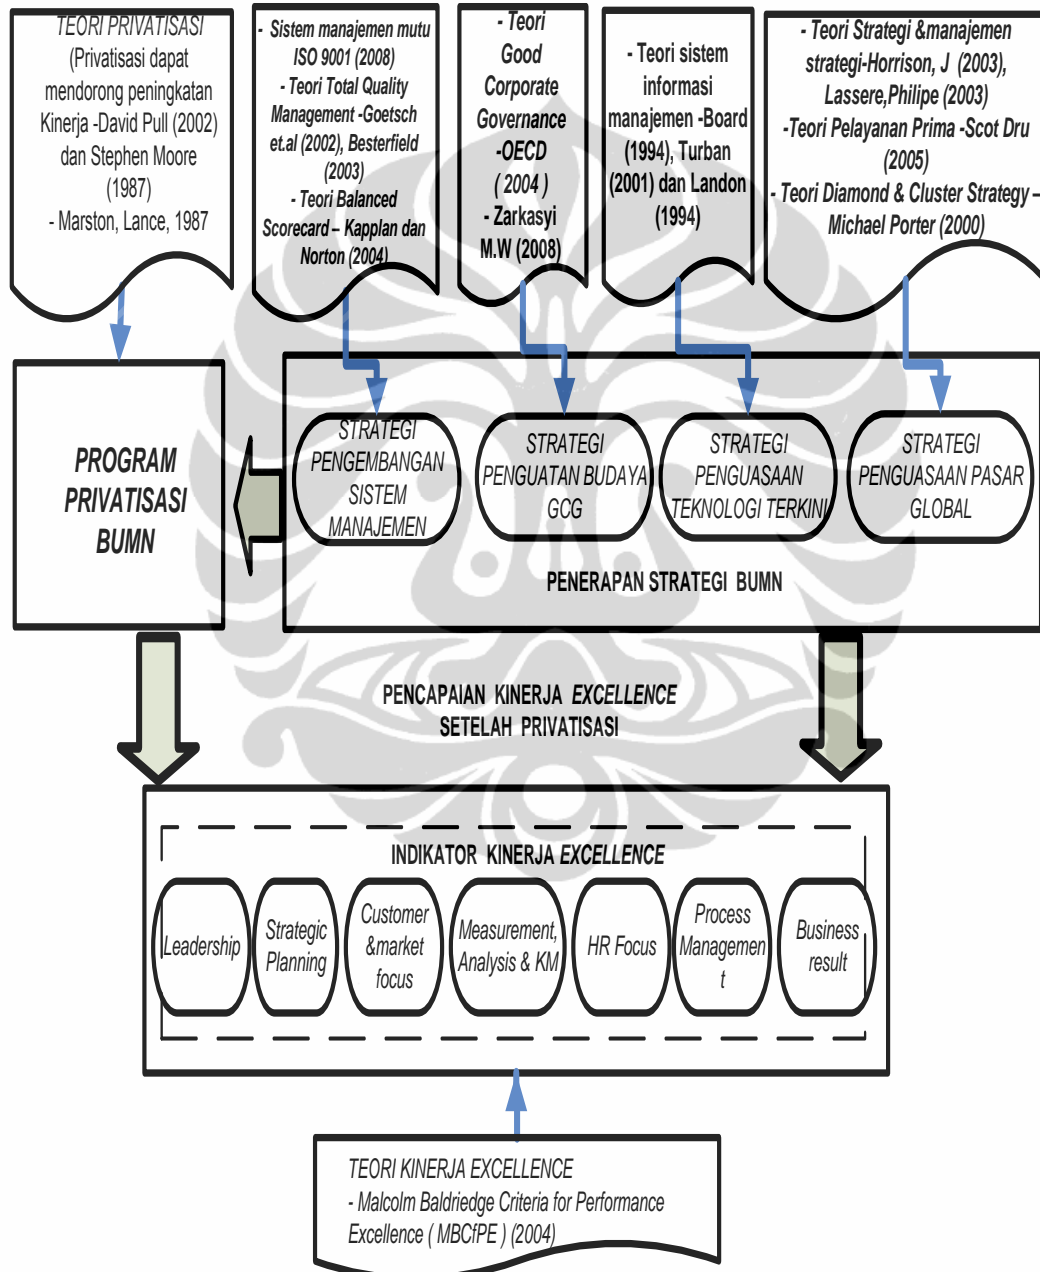 TEORI PRIVATISASI
(Privatisasi dapat
mendorong peningkatan
Kinerja -David Pull (2002)
dan Stephen Moore
(1987)
- Marston, Lance, 1987
- Sistem manajemen mutu
ISO 9001 (2008)
- Teori Total Quality
Management -Goetsch
et.al (2002), Besterfield
(2003)
- Teori Balanced
Scorecard – Kapplan dan
Norton (2004)
- Teori
Good
Corporate
Governance
-OECD
( 2004 )
- Zarkasyi
M.W (2008)
- Teori sistem
informasi
manajemen -Board
(1994), Turban
(2001) dan Landon
(1994)
- Teori Strategi &manajemen
strategi-Horrison, J (2003),
Lassere,Philipe (2003)
-Teori Pelayanan Prima -Scot Dru
(2005)
- Teori Diamond & Cluster Strategy –
Michael Porter (2000)
PROGRAM
PRIVATISASI
BUMN
STRATEGI
PENGEMBANGAN
SISTEM
MANAJEMEN
STRATEGI
PENGUATAN BUDAYA
GCG
STRATEGI
PENGUASAAN
TEKNOLOGI TERKINI
STRATEGI
PENGUASAAN PASAR
GLOBAL
PENERAPAN STRATEGI BUMN
PENCAPAIAN KINERJA EXCELLENCE
SETELAH PRIVATISASI
INDIKATOR KINERJA EXCELLENCE
Leadership
Strategic
Planning
Customer
&market
focus
Measurement,
Analysis & KM
HR Focus
Process
Managemen
t
Business
result
TEORI KINERJA EXCELLENCE
- Malcolm Baldriedge Criteria for Performance
Excellence ( MBCfPE ) (2004)